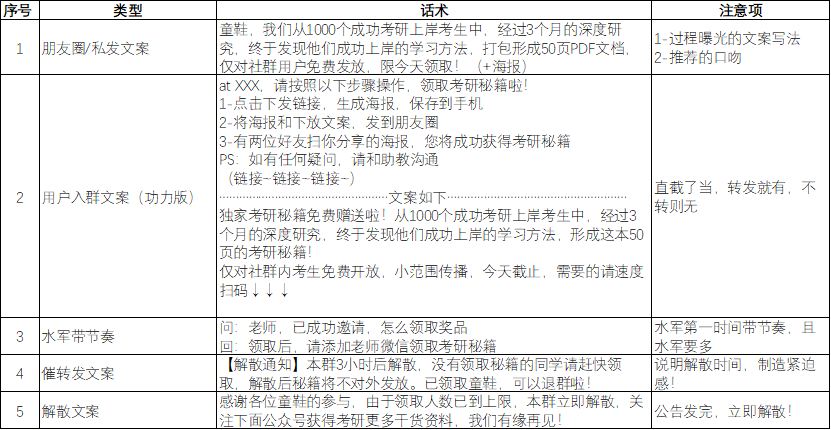 序号 类型 话术 注意项
1 朋友圈/私发文案 童鞋，我们从1000个成功考研上岸考生中，经过3个月的深度研
究，终于发现他们成功上岸的学习方法，打包形成50页PDF文档，
仅对社群用户免费发放，限今天领取！（+海报）
1-过程曝光的文案写法
2-推荐的口吻
2 用户入群文案（功力版）
at XXX，请按照以下步骤操作，领取考研秘籍啦！
1-点击下发链接，生成海报，保存到手机
2-将海报和下放文案，发到朋友圈
3-有两位好友扫你分享的海报，您将成功获得考研秘籍
PS：如有任何疑问，请和助教沟通
（链接~链接~链接~）
……………………………………文案如下……………………………………
独家考研秘籍免费赠送啦！从1000个成功考研上岸考生中，经过3
个月的深度研究，终于发现他们成功上岸的学习方法，形成这本50
页的考研秘籍！
仅对社群内考生免费开放，小范围传播，今天截止，需要的请速度
扫码↓↓↓
直截了当，转发就有，不
转则无
3 水军带节奏
问：老师，已成功邀请，怎么领取奖品
回：领取后，请添加老师微信领取考研秘籍
水军第一时间带节奏，且
水军要多
4 催转发文案
【解散通知】本群3小时后解散，没有领取秘籍的同学请赶快领
取，解散后秘籍将不对外发放。已领取童鞋，可以退群啦！
说明解散时间，制造紧迫
感！
5 解散文案
感谢各位童鞋的参与，由于领取人数已到上限，本群立即解散，关
注下面公众号获得考研更多干货资料，我们有缘再见！
公告发完，立即解散！